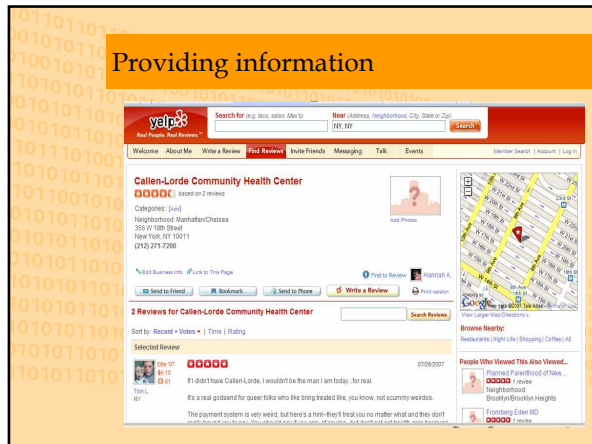 Providing information
yelp
Real People. Real Reviews.™
Search for (e.g. taco, salon, Max's)
Near (Address, Neighborhood, City, State or Zip)
NY, NY
Search
Welcome About Me Write a Review Find Reviews Invite Friends Messaging Talk Events
Member Search | Account | Log In
Callen-Lorde Community Health Center
based on 2 reviews
Categories: [Add]
Neighborhood: Manhattan/Chelsea
356 W 18th Street
New York, NY 10011
(212) 271-7200
Add Photos
Edit Business Info Link to This Page
First to Review Hannah A.
Send to Friend Bookmark Send to Phone Write a Review Print version
2 Reviews for Callen-Lorde Community Health Center
Search Reviews
Sort by: Recent + Votes | Time | Rating
Selected Review
Elite '07
10
61
Tom L.
NY
07/26/2007
If I didn't have Callen-Lorde, I wouldn't be the man I am today...for real.
It's a real godsend for queer folks who like bring treated like, you know, not scummy weirdos.
The payment system is very weird, but here's a hint--they'll treat you no matter what and they don't
23rd St
8th Ave
Google
View Larger Map/Directions »
Browse Nearby:
Restaurants | Night Life | Shopping | Coffee | All
People Who Viewed This Also Viewed...
Planned Parenthood of New...
1 review
Neighborhood:
Brooklyn/Brooklyn Heights
Fromberg Eden MD
1 review